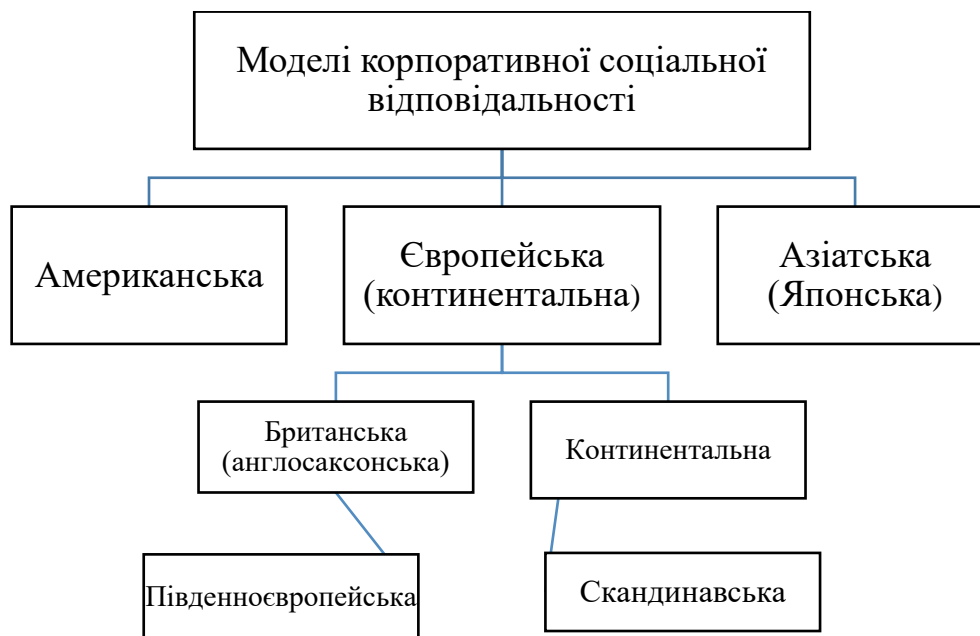 Моделі корпоративної соціальної
відповідальності
Американська
Європейська
(континентальна)
Азіатська
(Японська)
Британська
(англосаксонська)
Континентальна
Південноєвропейська
Скандинавська